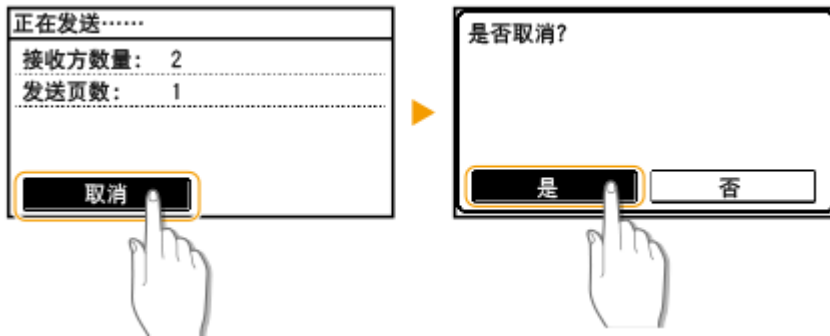 正在发送……
接收方数量： 2
发送页数： 1
取消
是否取消?
是
否